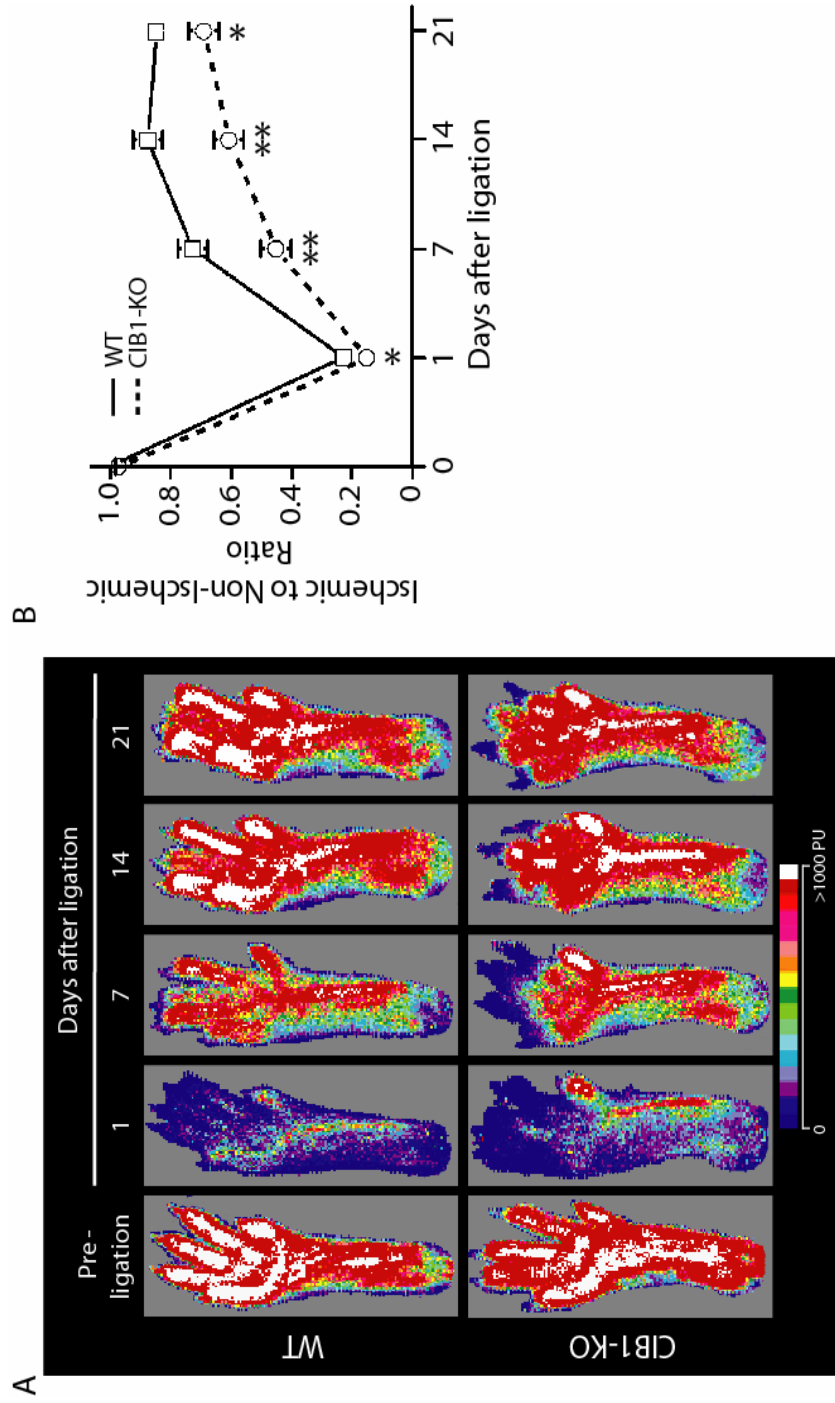 A
Pre -
ligation
Days after ligation
1
7
14
21
WT
CIB1-KO
0
>1000 PU
B
WT
CIB1-KO
Ischemic to Non-Ischemic
Ratio
1.0
0.8
0.6
0.4
0.2
0
*
**
**
*
0
1
7
14
21
Days after ligation